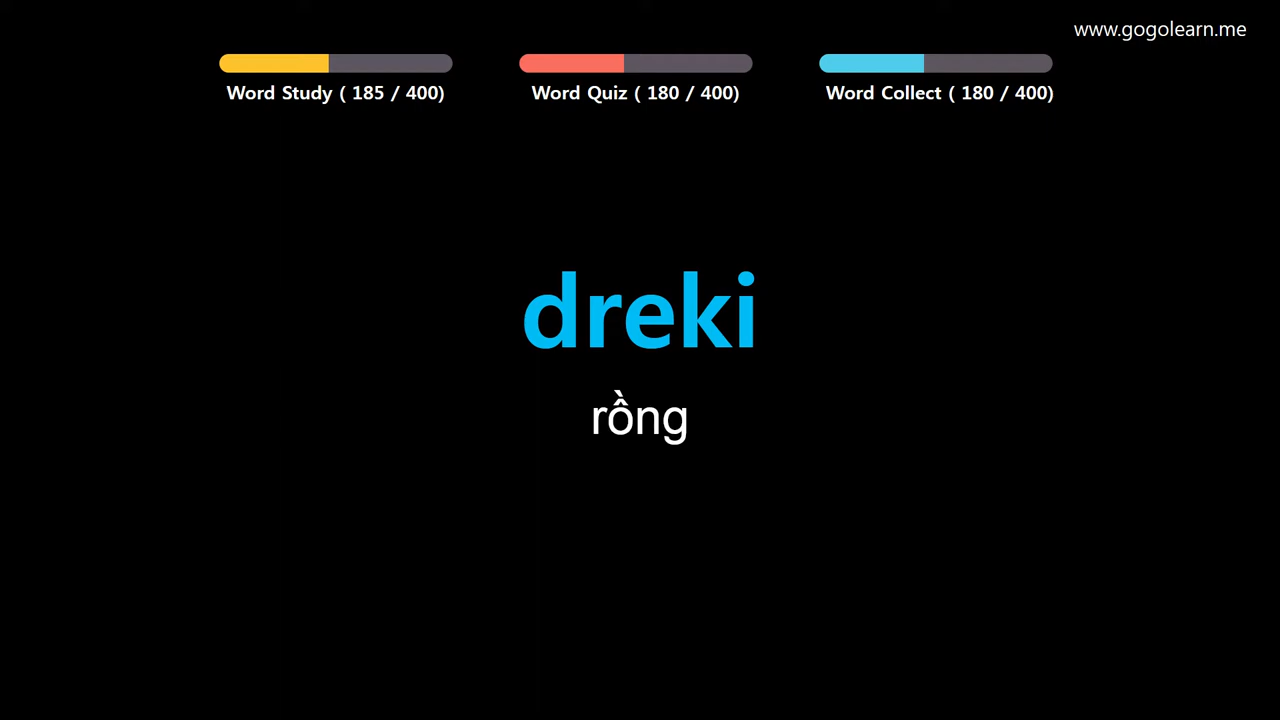 www.gogolearn.me
Word Study ( 185 / 400)
Word Quiz ( 180 / 400)
Word Collect ( 180 / 400)
dreki
rồng